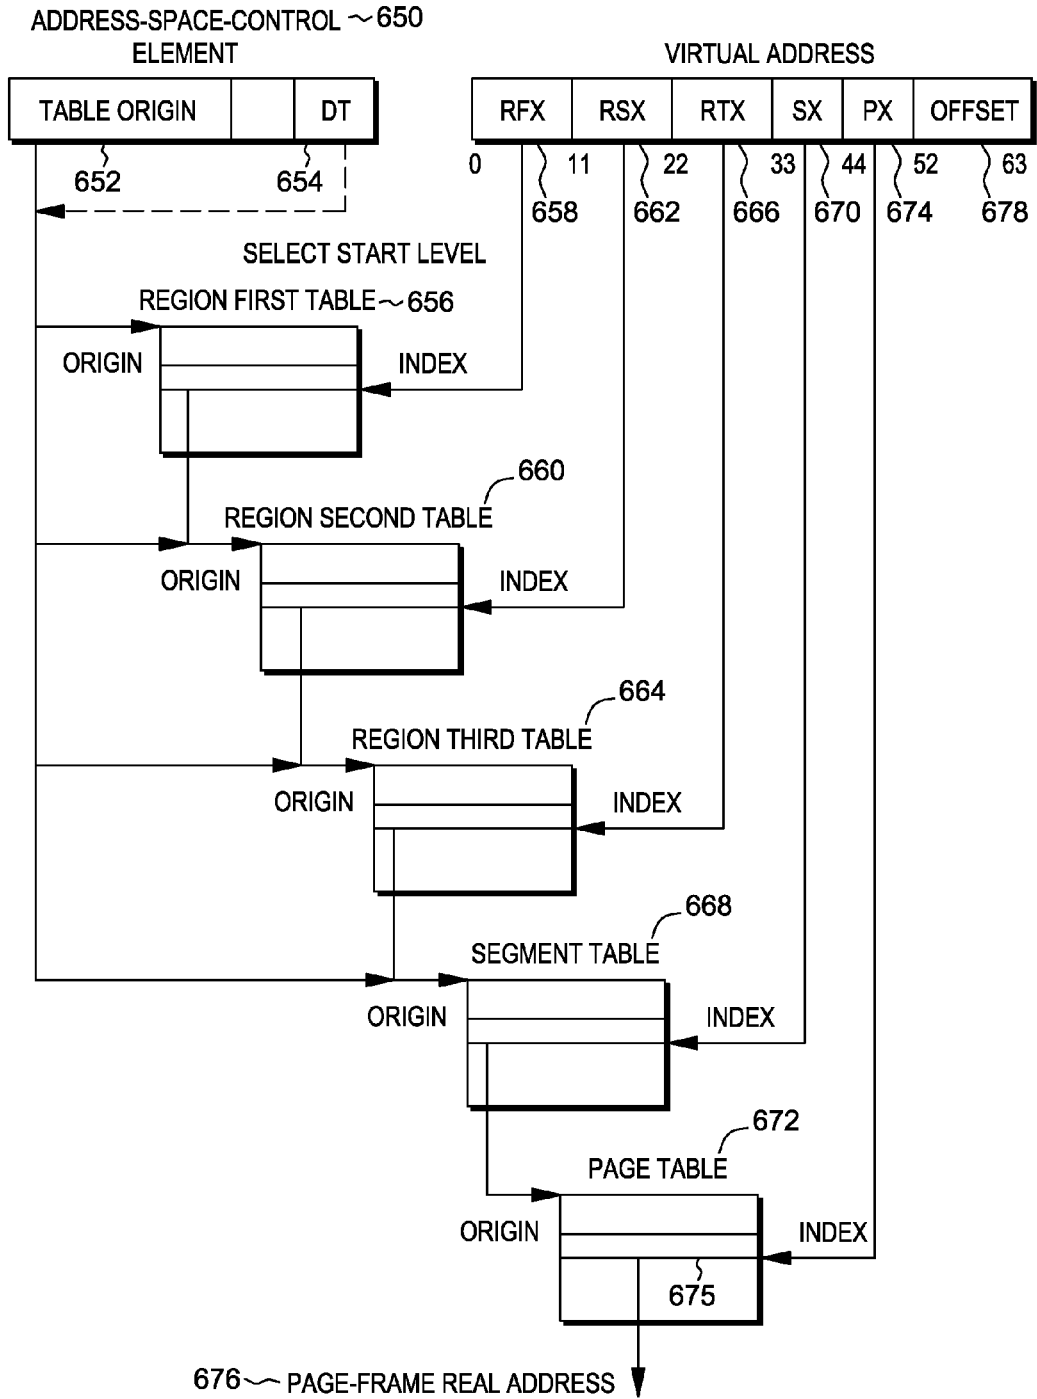 ADDRESS-SPACE-CONTROL 650
ELEMENT
VIRTUAL ADDRESS
TABLE ORIGIN DT
RFX RSX RTX SX PX OFFSET
0 11 22 33 44 52 63
652 654
658 662 666 670 674 678
SELECT START LEVEL
REGION FIRST TABLE 656
ORIGIN INDEX
660
REGION SECOND TABLE
ORIGIN INDEX
664
REGION THIRD TABLE
ORIGIN INDEX
668
SEGMENT TABLE
ORIGIN INDEX
672
PAGE TABLE
ORIGIN INDEX
675
676 PAGE-FRAME REAL ADDRESS